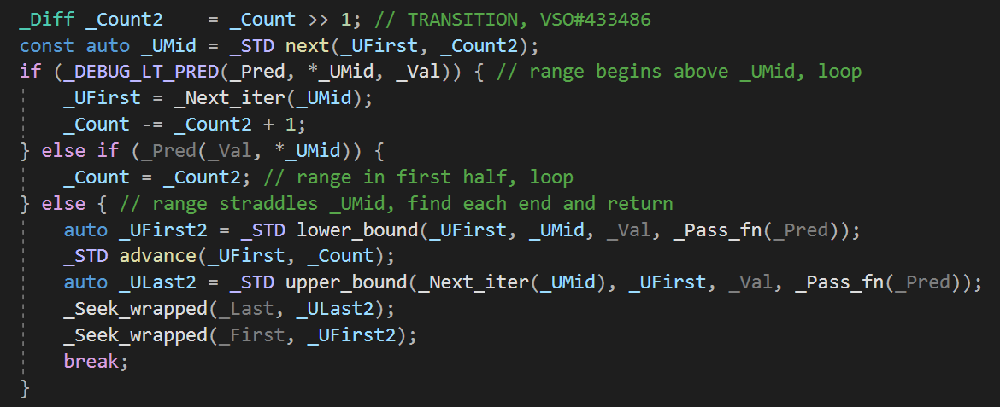 _Diff _Count2    = _Count >> 1; // TRANSITION, VSO#433486
const auto _UMid = _STD next(_UFirst, _Count2);
if (_DEBUG_LT_PRED(_Pred, *_UMid, _Val)) { // range begins above _UMid, loop
    _UFirst = _Next_iter(_UMid);
    _Count -= _Count2 + 1;
} else if (_Pred(_Val, *_UMid)) {
    _Count = _Count2; // range in first half, loop
} else { // range straddles _UMid, find each end and return
    auto _UFirst2 = _STD lower_bound(_UFirst, _UMid, _Val, _Pass_fn(_Pred));
    _STD advance(_UFirst, _Count);
    auto _ULast2 = _STD upper_bound(_Next_iter(_UMid), _UFirst, _Val, _Pass_fn(_Pred));
    _Seek_wrapped(_Last, _ULast2);
    _Seek_wrapped(_First, _UFirst2);
    break;
}